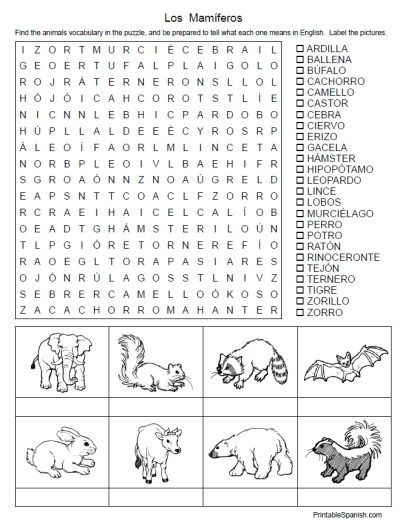 Los Mamíferos
Find the animals vocabulary in the puzzle, and be prepared to tell what each one means in English. Label the pictures.
I Z O R T M U R C I É C E B R A I L
G E O E R T U F A L P L A I G O L O
R O J R Á T E R N E R O N S L L O L
H Ó J Ó I C A H C O R O T S T L Í E
N I C N N L E B H I C P A R D O B O
H Ú P L L A L D E E É C Y R O S R P
Á L E O Í F A O R L M L I N C E T A
N O R B P L E O I V L B A E H I F R
S G R O A Ó N N Z N O A Ú G R E L D
E A P S N T T C O A C L F Z O R R O
R C R A E I H A I C E L C A L Í O B
O E A D T G H Á M S T E R I L O Ú N
T L P G I Ó R E T O R N E R E F Í O
R A O E G L T O R A P A S I A R E S
O J Ó N R Ú L A G O S S T L N I V Z
S E B R E R C A M E L L O Ó K O S O
Z A C A C H O R R O M A H A N T E R
ARDILLA
BALLENA
BÚFALO
CACHORRO
CAMELLO
CASTOR
CEBRA
CIERVO
ERIZO
GACELA
HÁMSTER
HIPOPÓTAMO
LEOPARDO
LINCE
LOBOS
MURCIÉLAGO
PERRO
POTRO
RATÓN
RINOCERONTE
TEJÓN
TERNERO
TIGRE
ZORILLO
ZORRO
PrintableSpanish.com